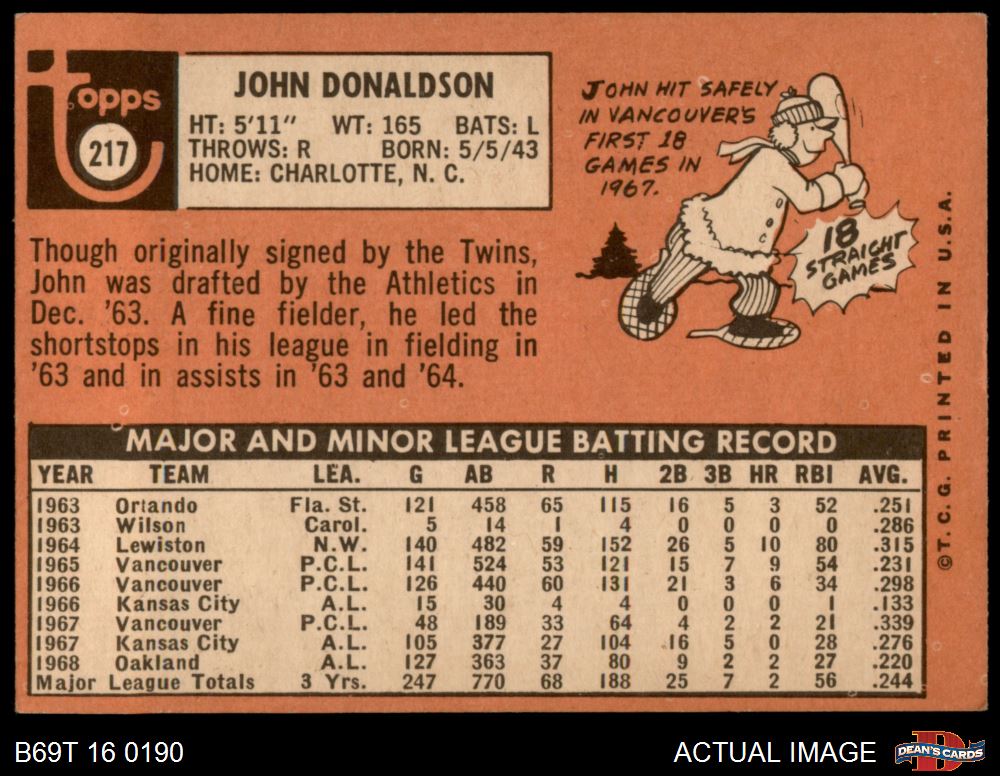 Topps
217
JOHN DONALDSON
HT: 5'11" WT: 165 BATS: L
THROWS: R BORN: 5/5/43
HOME: CHARLOTTE, N. C.
JOHN HIT SAFELY
IN VANCOUVER'S
FIRST 18
GAMES IN
1967.
18
STRAIGHT
GAMES
Though originally signed by the Twins,
John was drafted by the Athletics in
Dec. '63. A fine fielder, he led the
shortstops in his league in fielding in
'63 and in assists in '63 and '64.
MAJOR AND MINOR LEAGUE BATTING RECORD
YEAR TEAM LEA. G AB R H 2B 3B HR RBI AVG.
1963 Orlando Fla. St. 121 458 65 115 16 5 3 52 .251
1963 Wilson Carol. 5 14 1 4 0 0 0 0 .286
1964 Lewiston N.W. 140 482 59 152 26 5 10 80 .315
1965 Vancouver P.C.L. 141 524 53 121 15 7 9 54 .231
1966 Vancouver P.C.L. 126 440 60 131 21 3 6 34 .298
1966 Kansas City A.L. 15 30 4 4 0 0 0 1 .133
1967 Vancouver P.C.L. 48 189 33 64 4 2 2 21 .339
1967 Kansas City A.L. 105 377 27 104 16 5 0 28 .276
1968 Oakland A.L. 127 363 37 80 9 2 2 27 .220
Major League Totals 3 Yrs. 247 770 68 188 25 7 2 56 .244
©T. C. G. PRINTED IN U. S. A.
B69T 16 0190
ACTUAL IMAGE
D
DEAN'S CARDS